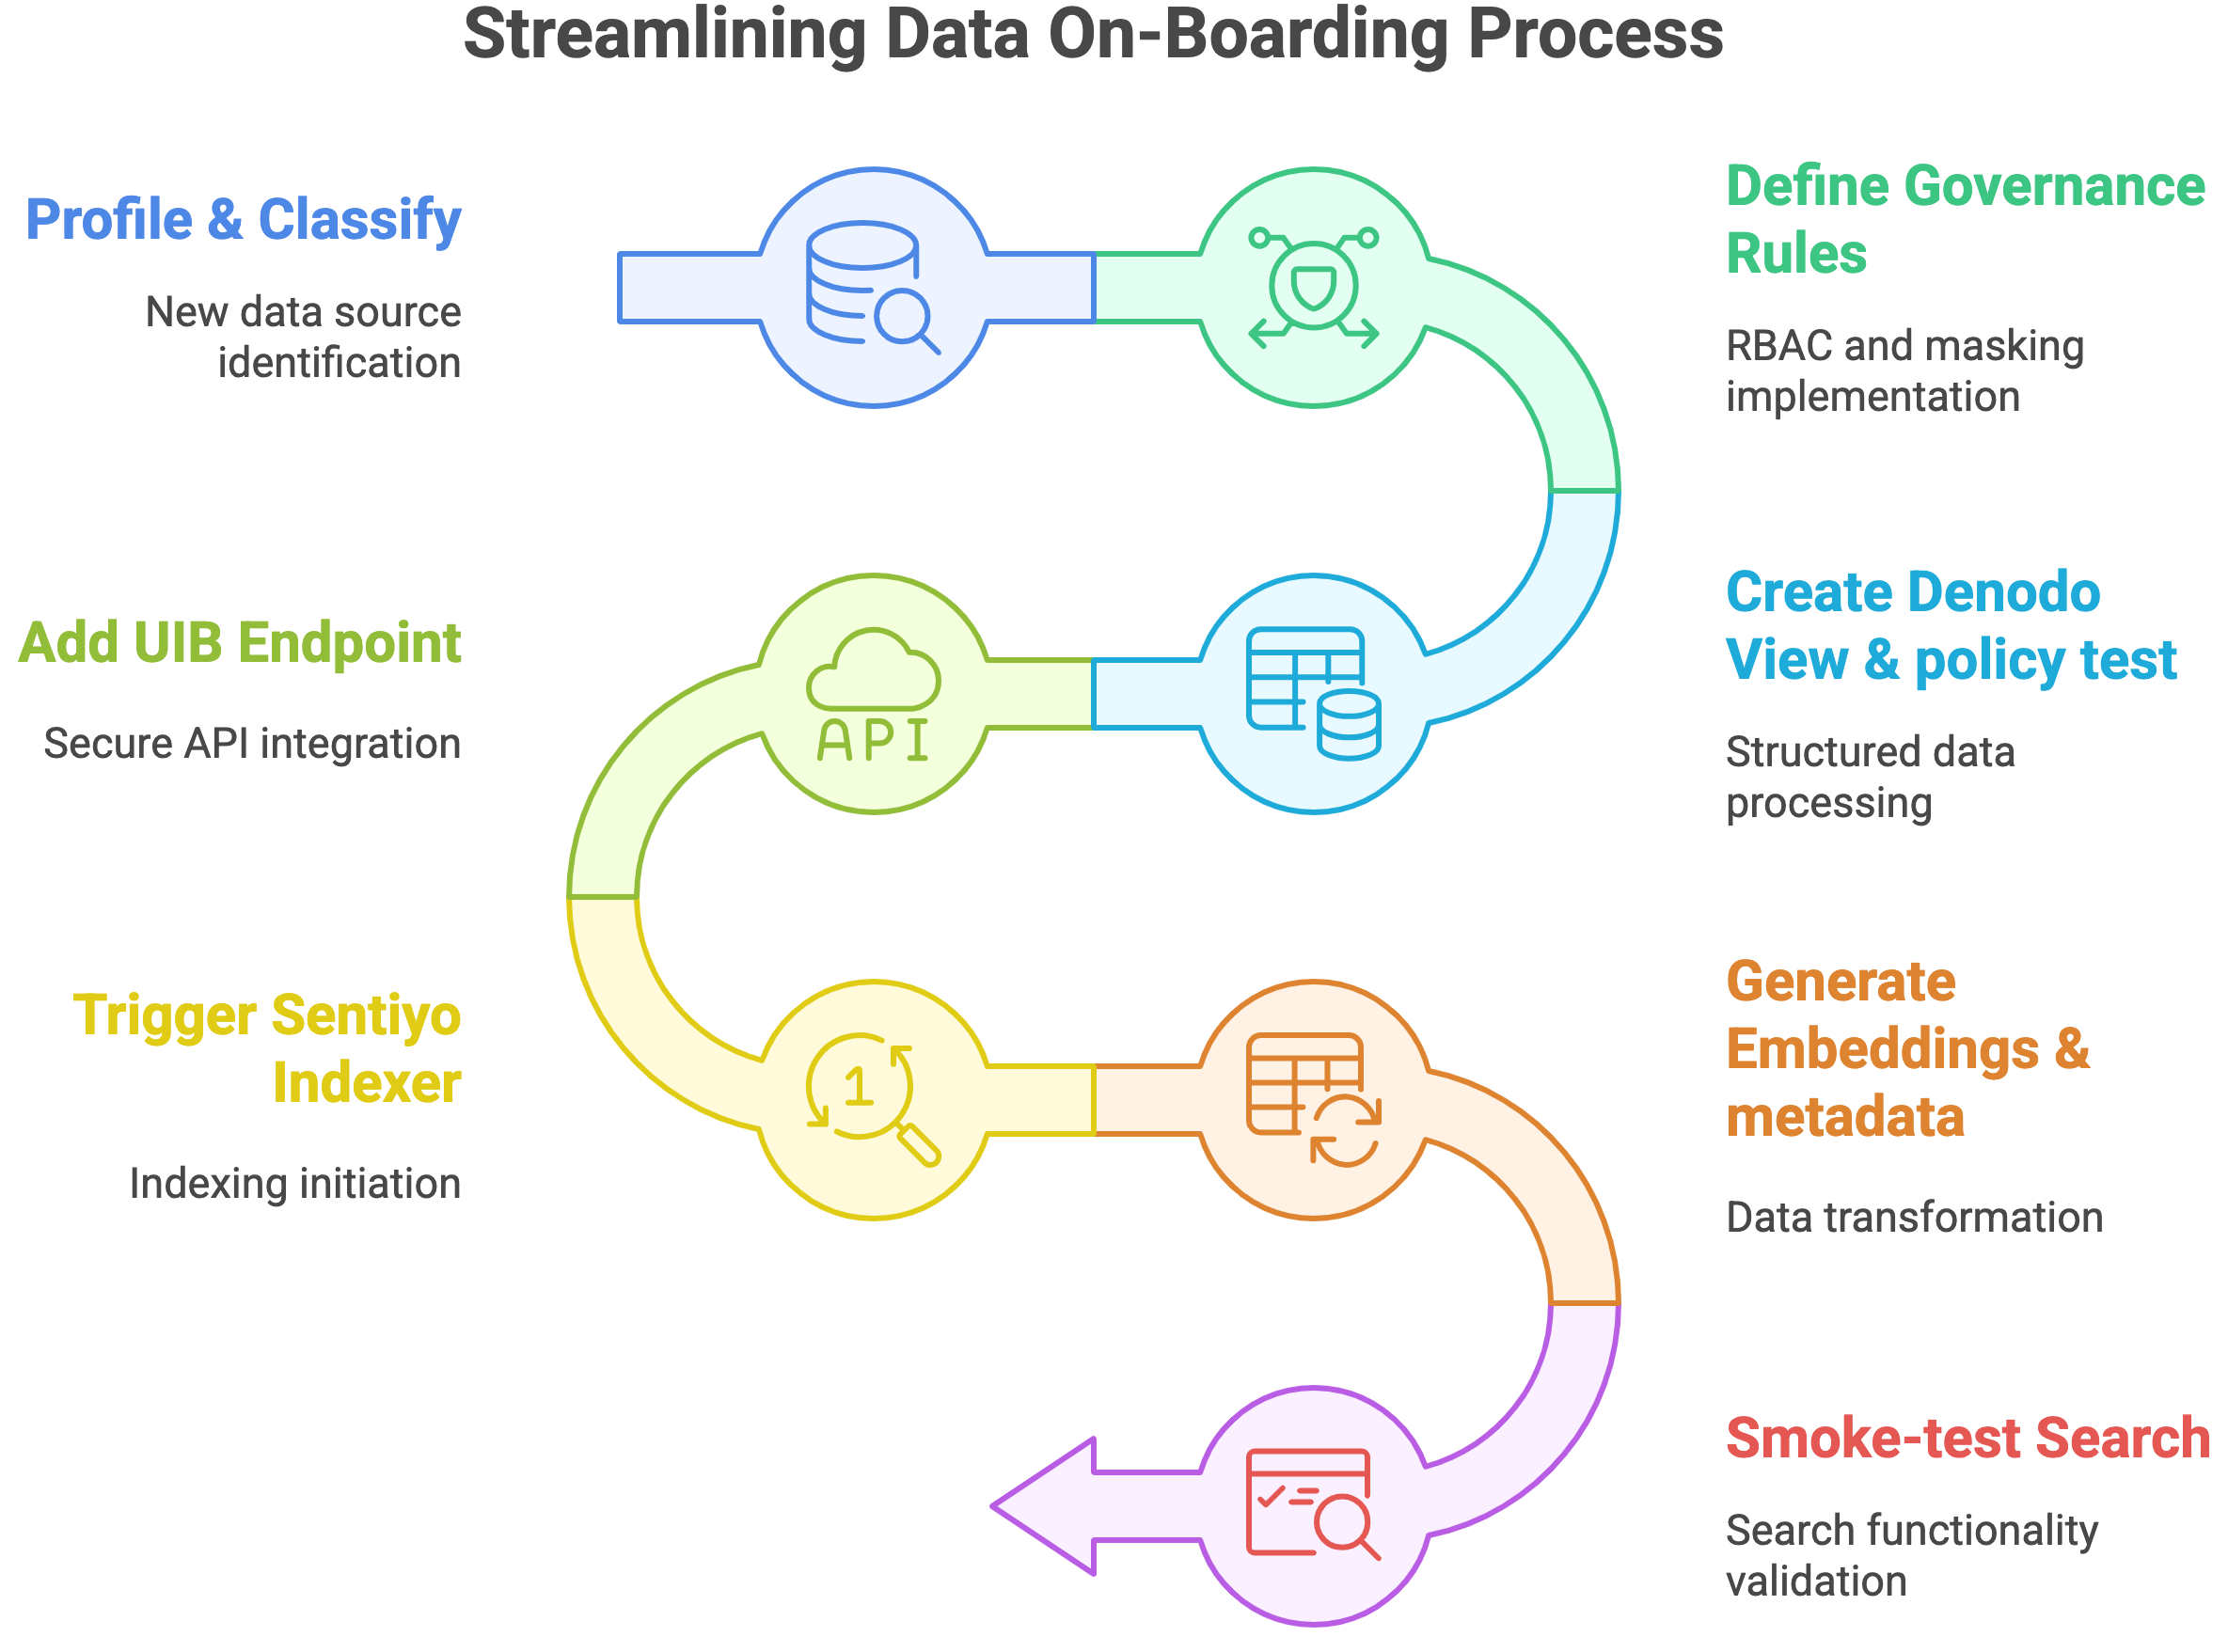 Streamlining Data On-Boarding Process
Profile & Classify
New data source
identification
Define Governance
Rules
RBAC and masking
implementation
Create Denodo
View & policy test
Structured data
processing
Add UIB Endpoint
Secure API integration
API
Trigger Sentiyo
Indexer
Indexing initiation
1
Generate
Embeddings &
metadata
Data transformation
Smoke-test Search
Search functionality
validation